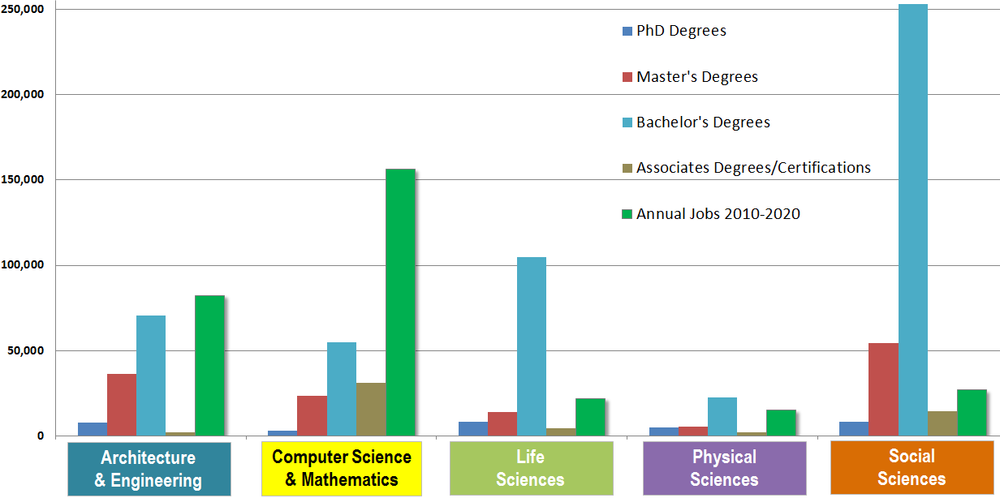 250,000
200,000
150,000
100,000
50,000
0
PhD Degrees
Master's Degrees
Bachelor's Degrees
Associates Degrees/Certifications
Annual Jobs 2010-2020
Architecture
& Engineering
Computer Science
& Mathematics
Life
Sciences
Physical
Sciences
Social
Sciences